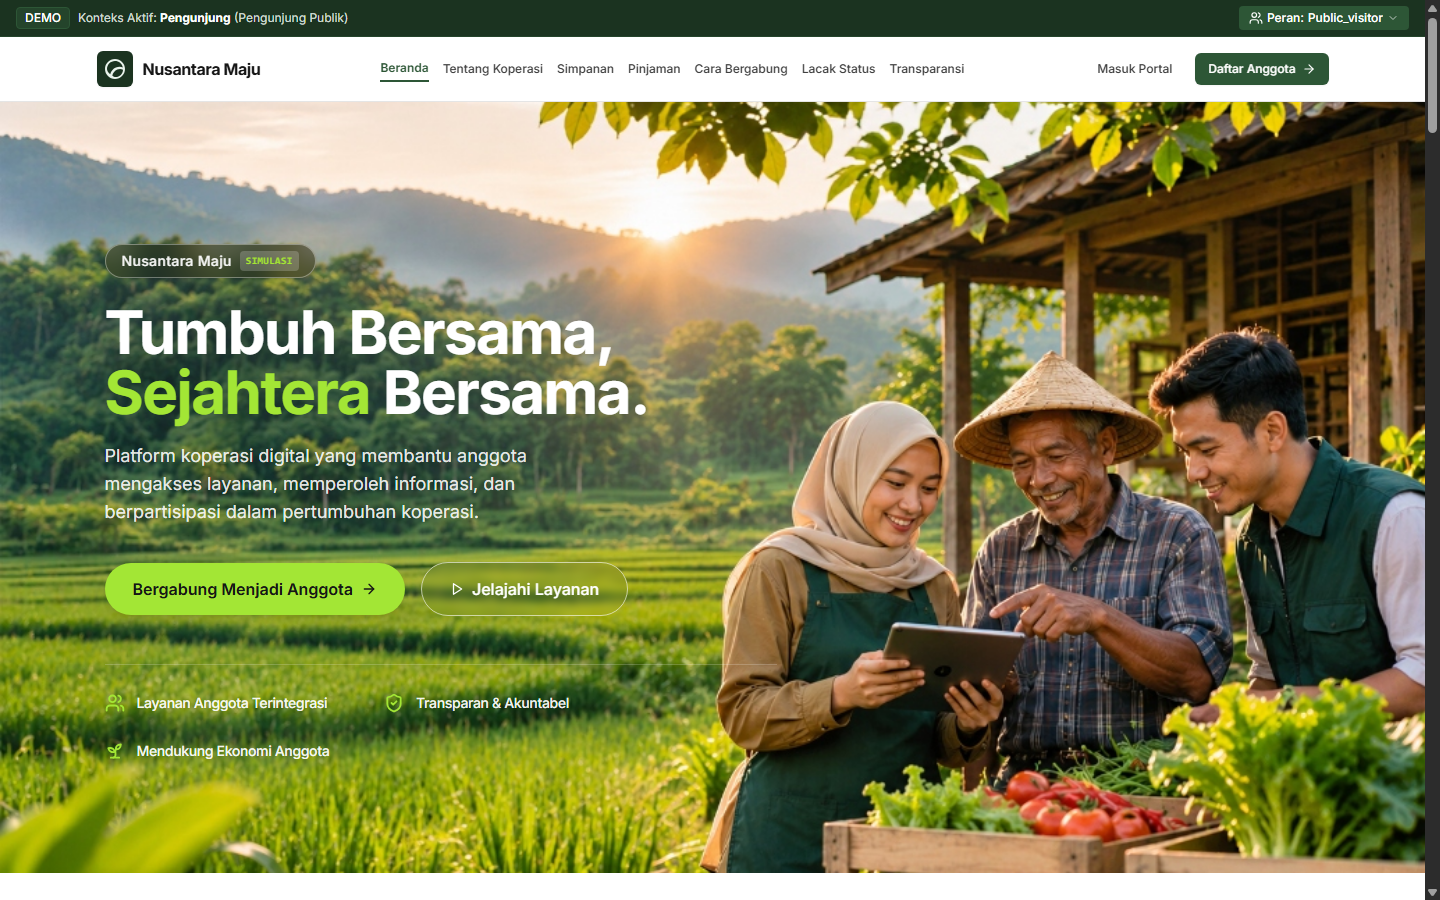 DEMO Konteks Aktif: Pengunjung (Pengunjung Publik)
Peran: Public_visitor
Nusantara Maju
Beranda Tentang Koperasi Simpanan Pinjaman Cara Bergabung Lacak Status Transparansi
Masuk Portal
Daftar Anggota
Nusantara Maju SIMULASI
Tumbuh Bersama,
Sejahtera Bersama.
Platform koperasi digital yang membantu anggota
mengakses layanan, memperoleh informasi, dan
berpartisipasi dalam pertumbuhan koperasi.
Bergabung Menjadi Anggota
Jelajahi Layanan
Layanan Anggota Terintegrasi
Transparan & Akuntabel
Mendukung Ekonomi Anggota